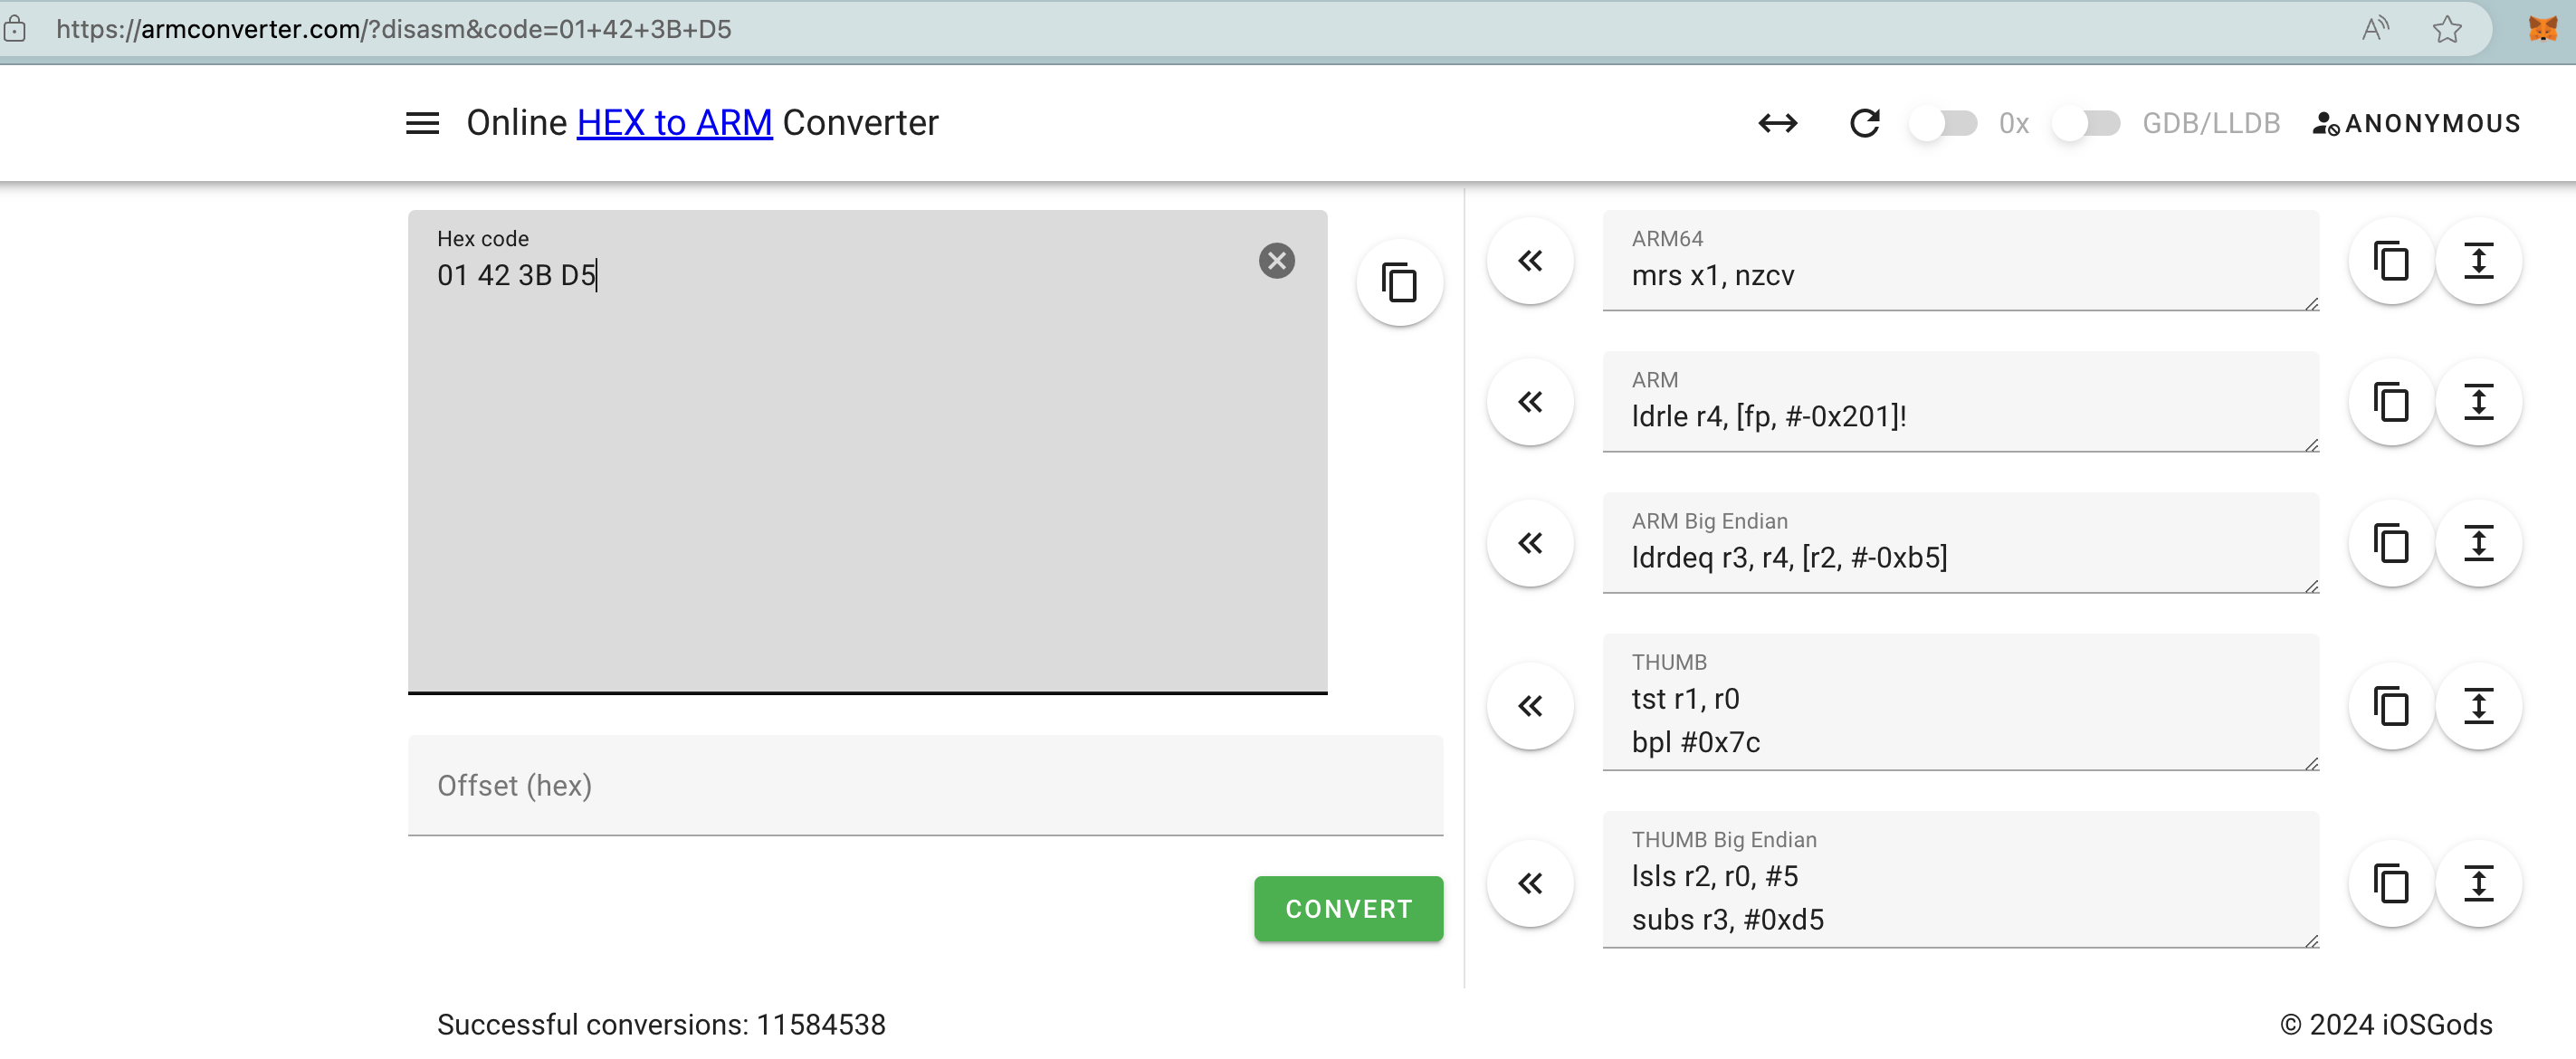 https://armconverter.com/?disasm&code=01+42+3B+D5
Online HEX to ARM Converter
0x
GDB/LLDB
ANONYMOUS
Hex code
01 42 3B D5
Offset (hex)
CONVERT
ARM64
mrs x1, nzcv
ARM
ldrle r4, [fp, #-0x201]!
ARM Big Endian
ldrdeq r3, r4, [r2, #-0xb5]
THUMB
tst r1, r0
bpl #0x7c
THUMB Big Endian
lsls r2, r0, #5
subs r3, #0xd5
Successful conversions: 11584538
© 2024 iOSGods